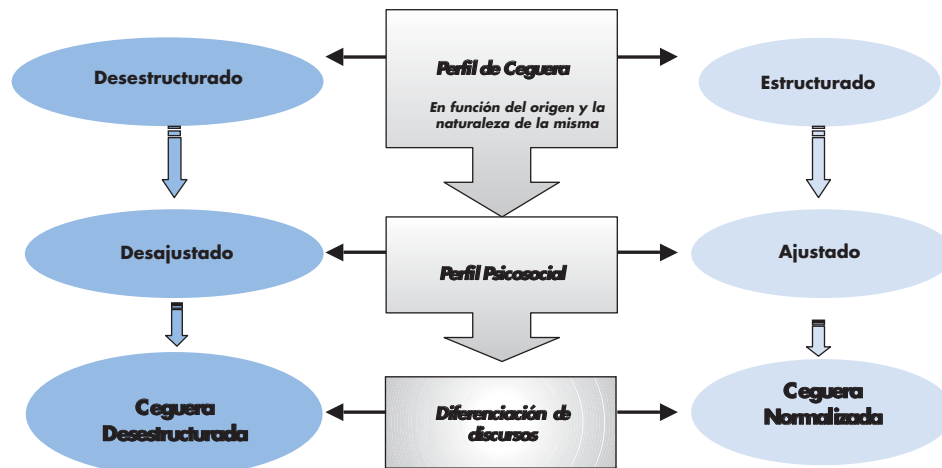 Desestructurado
Perfil de Ceguera
En función del origen y la
naturaleza de la misma
Estructurado
Desajustado
Perfil Psicosocial
Ajustado
Ceguera
Desestructurada
Diferenciación de
discursos
Ceguera
Normalizada